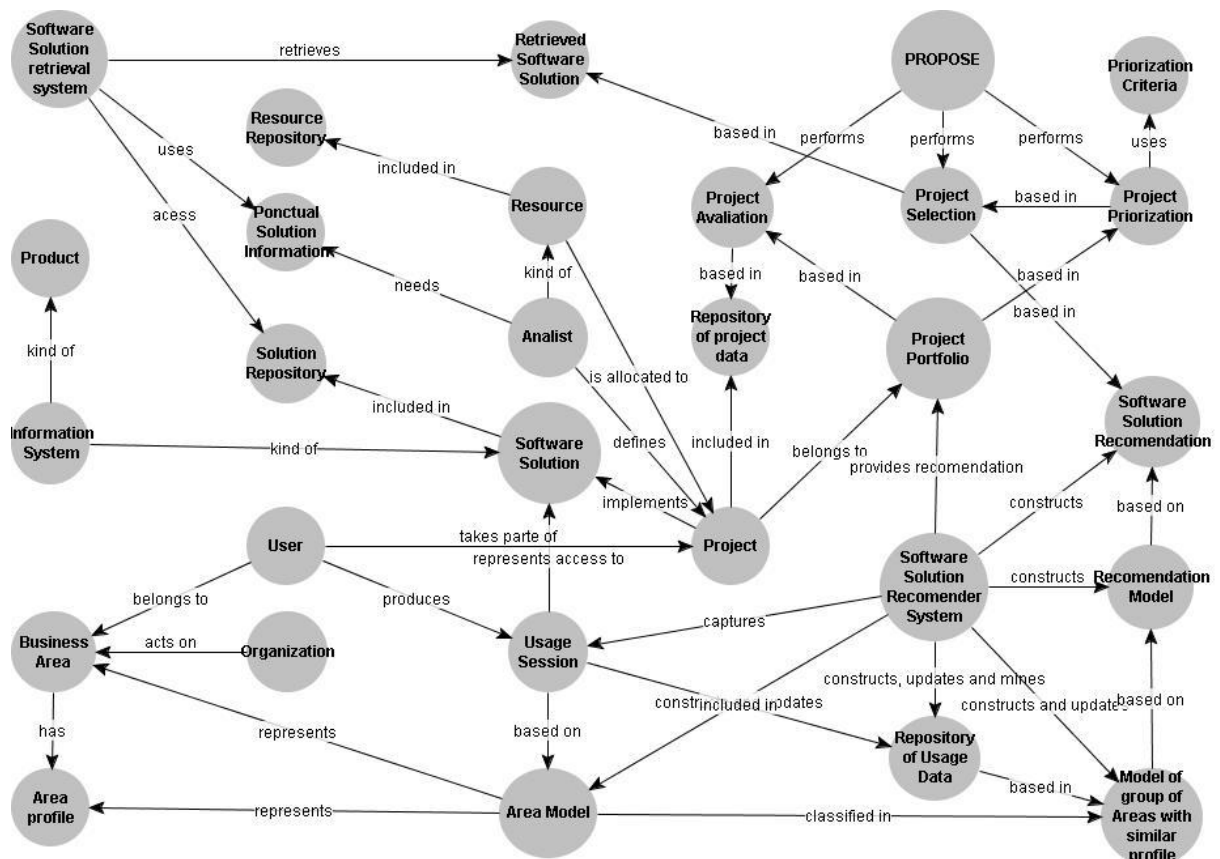 Software
Solution
retrieval
system
retrieves
Retrieved
Software
Solution
PROPOSE
Priorization
Criteria
Resource
Repository
uses
acess
included in
based in
performs
performs
performs
uses
Ponctual
Solution
Information
Resource
Project
Avaliation
Project
Selection
based in
Project
Priorization
Product
needs
kind of
based in
based in
based in
based in
kind of
Solution
Repository
Analist
Repository
of project
data
Project
Portfolio
is allocated to
included in
Information
System
kind of
Software
Solution
defines
included in
belongs to
provides recomendation
Software
Solution
Recomendation
implements
constructs
based on
User
takes parte of
represents access to
Project
Software
Solution
Recomender
System
constructs
Recomendation
Model
belongs to
produces
captures
Business
Area
acts on
Organization
Usage
Session
constructs, updates and mines
included in
updates
constructs and updates
based on
has
represents
based on
Repository
of Usage
Data
based in
Area
profile
represents
Area Model
classified in
Model of
group of
Areas with
similar
profile